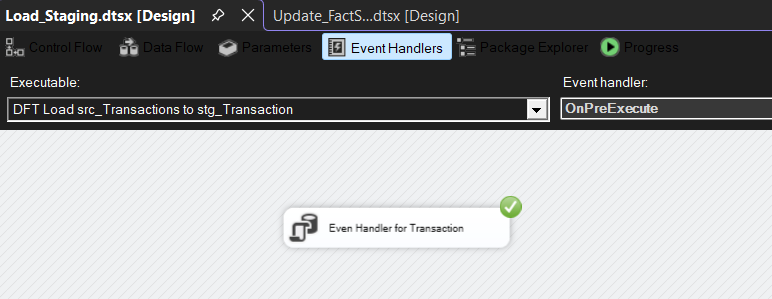 Load_Staging.dtsx [Design]
Update_FactS...dtsx [Design]
Control Flow
Data Flow
Parameters
Event Handlers
Package Explorer
Progress
Executable:
Event handler:
DFT Load src_Transactions to stg_Transaction
OnPreExecute
Even Handler for Transaction